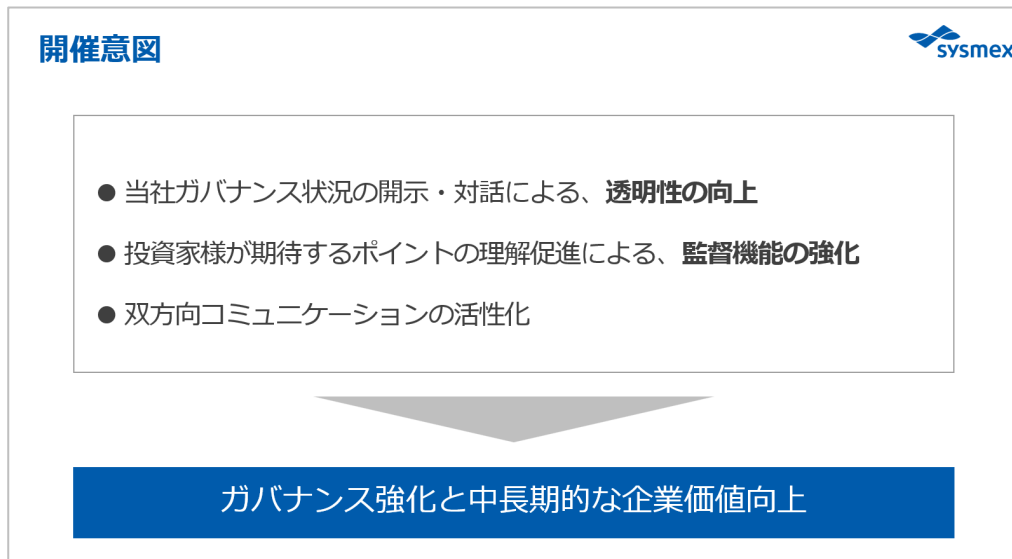 開催意図
sysmex
● 当社ガバナンス状況の開示・対話による、透明性の向上
● 投資家様が期待するポイントの理解促進による、監督機能の強化
● 双方向コミュニケーションの活性化
ガバナンス強化と中長期的な企業価値向上